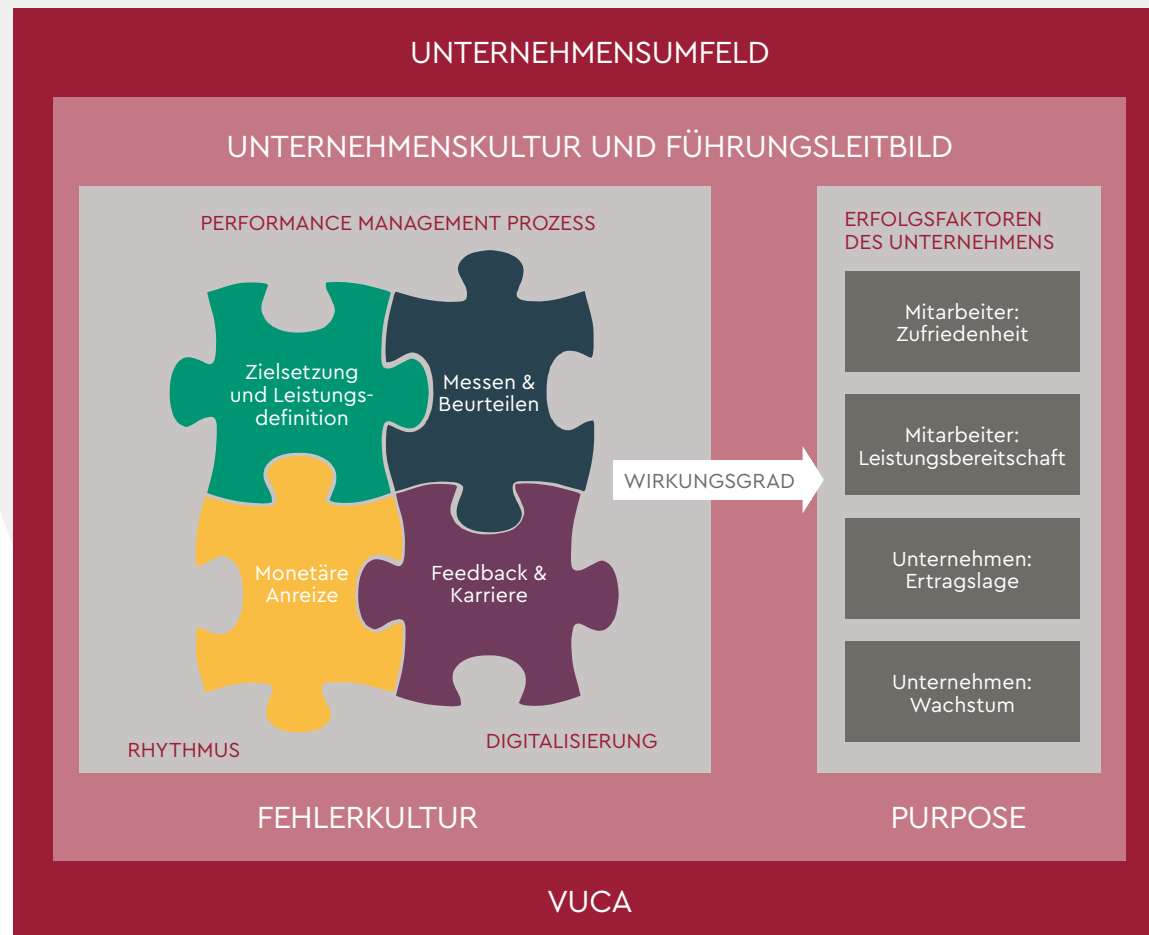 UNTERNEHMENSUMFELD
UNTERNEHMENSKULTUR UND FÜHRUNGSLEITBILD
PERFORMANCE MANAGEMENT PROZESS
Zielsetzung
und Leistungs-
definition
Messen &
Beurteilen
Monetäre
Anreize
Feedback &
Karriere
RHYTHMUS
DIGITALISIERUNG
WIRKUNGSGRAD
ERFOLGSFAKTOREN
DES UNTERNEHMENS
Mitarbeiter:
Zufriedenheit
Mitarbeiter:
Leistungsbereitschaft
Unternehmen:
Ertragslage
Unternehmen:
Wachstum
FEHLERKULTUR
PURPOSE
VUCA